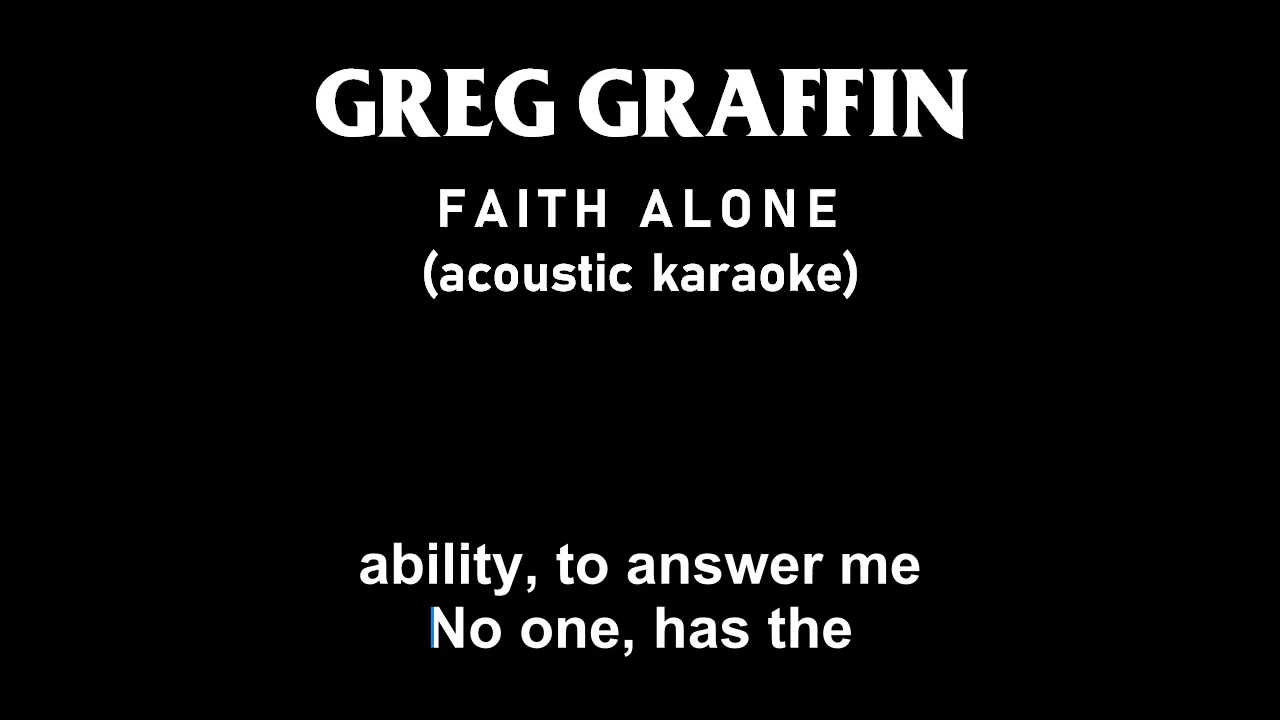 GREG GRAFFIN
FAITH ALONE
(acoustic karaoke)
ability, to answer me
No one, has the